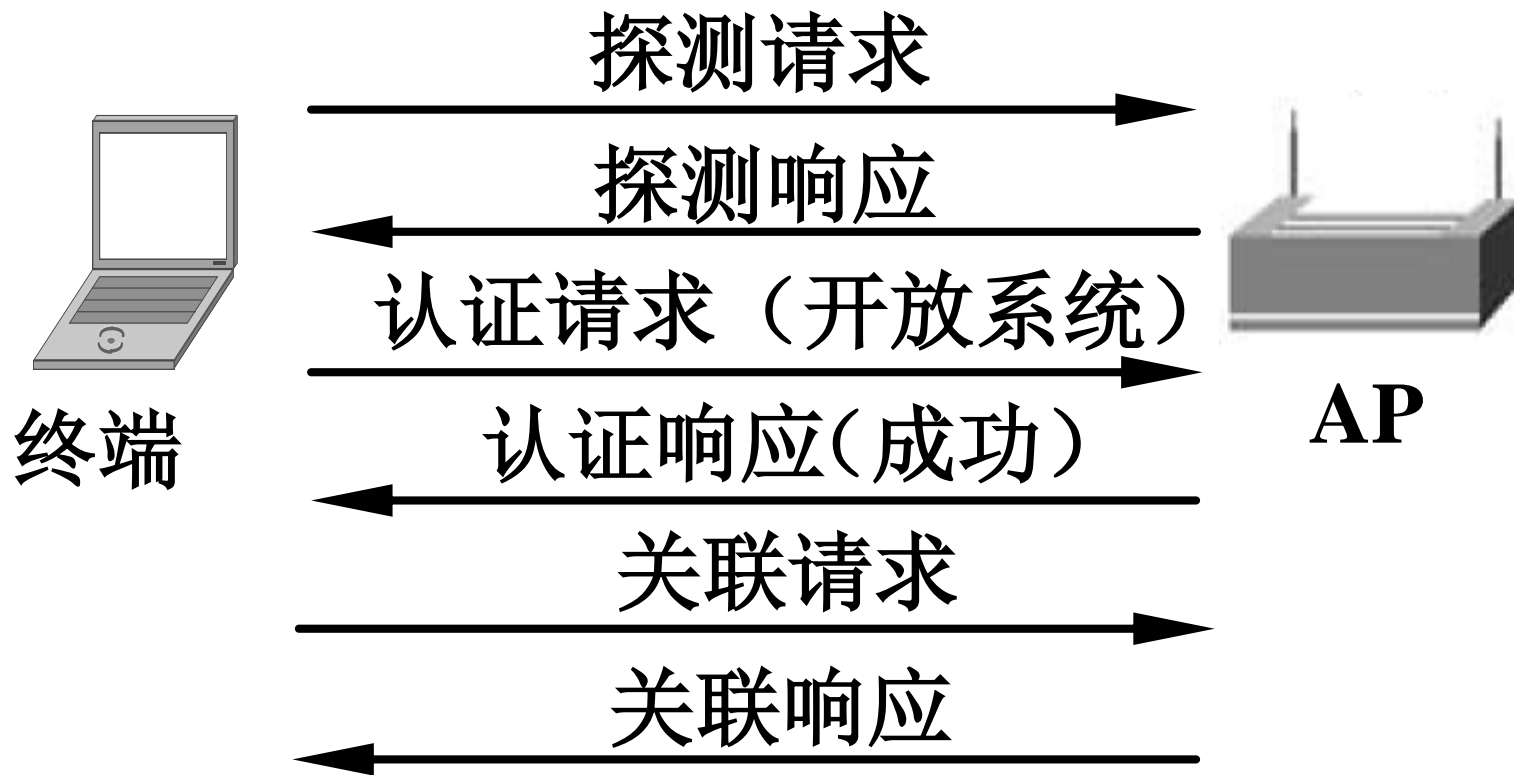 探测请求
探测响应
认证请求（开放系统）
终端
AP
认证响应（成功）
关联请求
关联响应